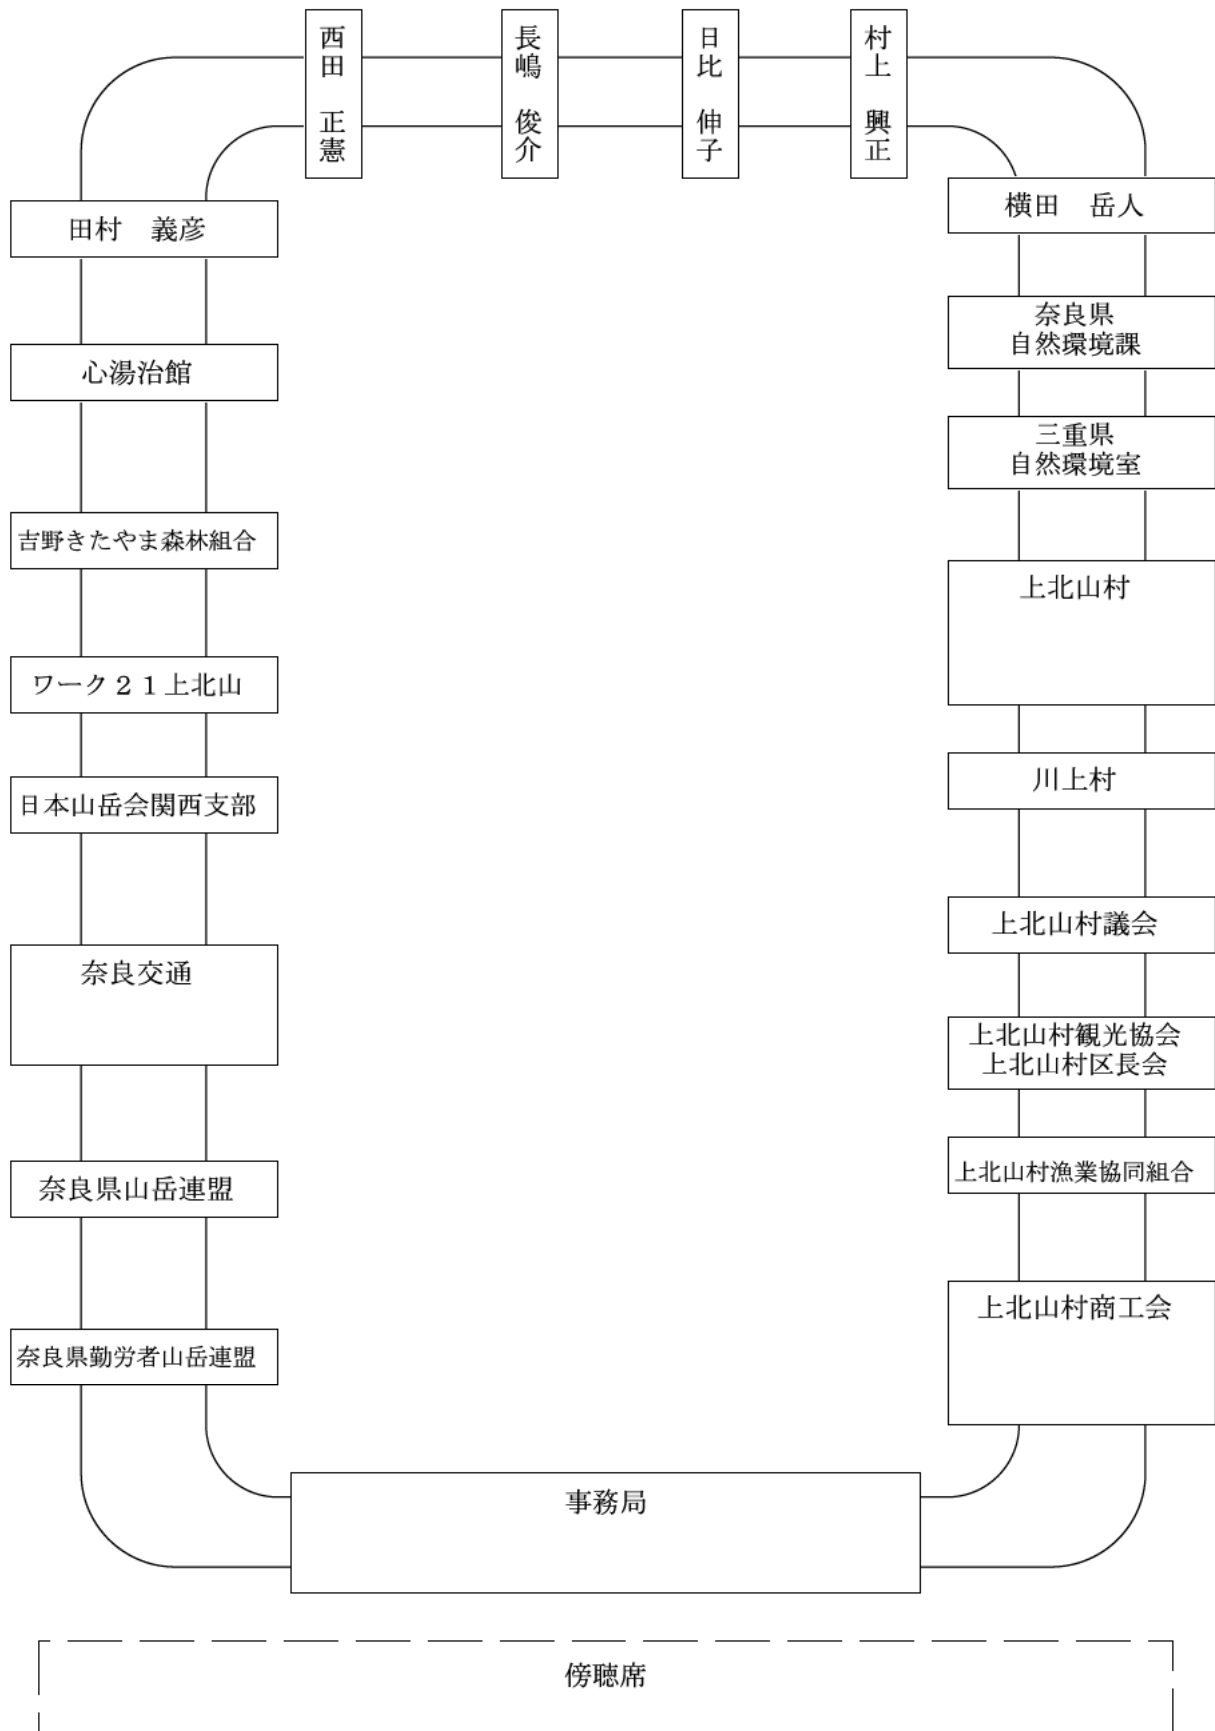 西田　正憲
長嶋　俊介
日比　伸子
村上　興正
田村　義彦
心湯治館
吉野きたやま森林組合
ワーク２１上北山
日本山岳会関西支部
奈良交通
奈良県山岳連盟
奈良県勤労者山岳連盟
横田　岳人
奈良県
自然環境課
三重県
自然環境室
上北山村
川上村
上北山村議会
上北山村観光協会
上北山村区長会
上北山村漁業協同組合
上北山村商工会
事務局
傍聴席